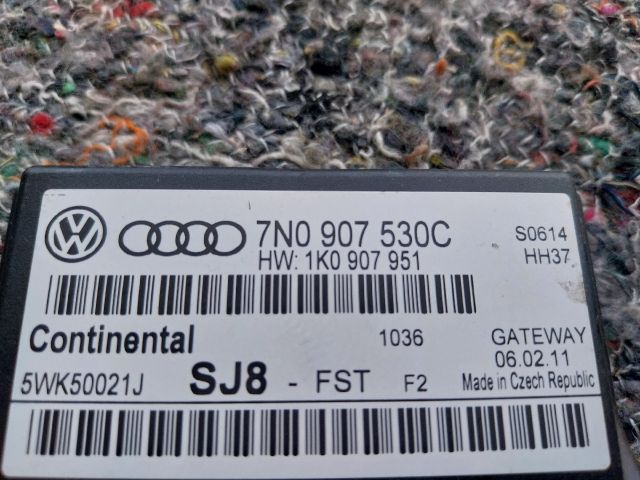 7N0 907 530C S0614
HW: 1K0 907 951 HH37
Continental 1036 GATEWAY
06.02.11
5WK50021J SJ8 - FST F2 Made in Czech Republic